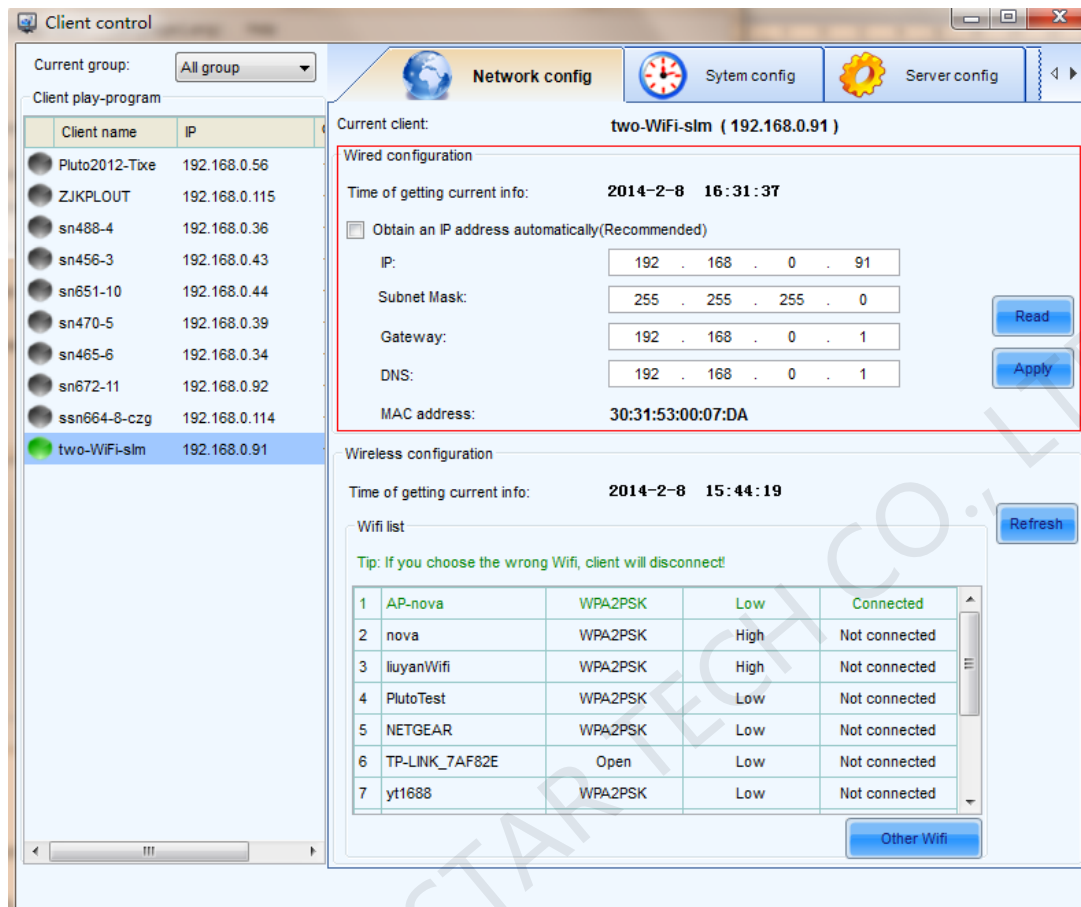 Client control
Current group: All group
Client play-program
Client name IP
Pluto2012-Tixe 192.168.0.56
ZJKPLOUT 192.168.0.115
sn488-4 192.168.0.36
sn456-3 192.168.0.43
sn651-10 192.168.0.44
sn470-5 192.168.0.39
sn465-6 192.168.0.34
sn672-11 192.168.0.92
ssn664-8-czg 192.168.0.114
two-WiFi-slm 192.168.0.91
Network config Sytem config Server config
Current client: two-WiFi-slm ( 192.168.0.91 )
Wired configuration
Time of getting current info: 2014-2-8 16:31:37
Obtain an IP address automatically(Recommended)
IP: 192 . 168 . 0 . 91
Subnet Mask: 255 . 255 . 255 . 0
Read
Gateway: 192 . 168 . 0 . 1
DNS: 192 . 168 . 0 . 1
Apply
MAC address: 30:31:53:00:07:DA
Wireless configuration
Time of getting current info: 2014-2-8 15:44:19
Refresh
Wifi list
Tip: If you choose the wrong Wifi, client will disconnect!
1 AP-nova WPA2PSK Low Connected
2 nova WPA2PSK High Not connected
3 liuyanWifi WPA2PSK High Not connected
4 PlutoTest WPA2PSK Low Not connected
5 NETGEAR WPA2PSK Low Not connected
6 TP-LINK_7AF82E Open Low Not connected
7 yt1688 WPA2PSK Low Not connected
Other Wifi
STAR TECH CO., LT